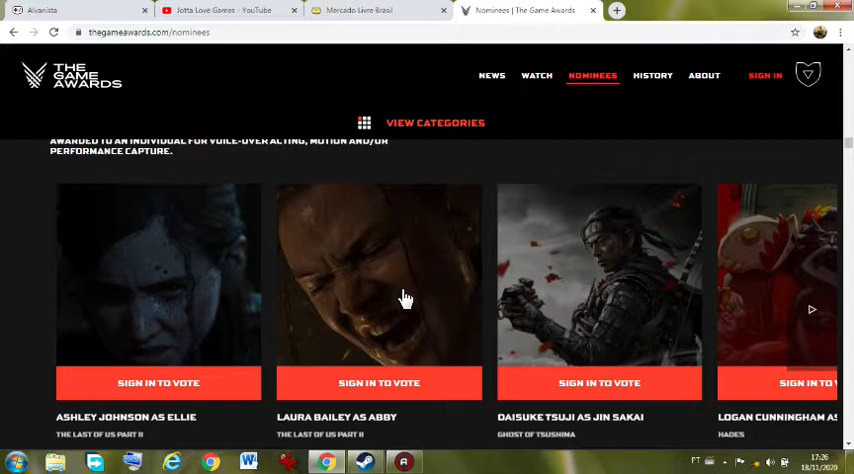 Alvanista
Jotta Love Games - YouTube
Mercado Livre Brasil
Nominees | The Game Awards
thegameawards.com/nominees
THE
GAME
AWARDS
NEWS WATCH NOMINEES HISTORY ABOUT SIGN IN
VIEW CATEGORIES
AWARDED TO AN INDIVIDUAL FOR VOICE-OVER ACTING, MOTION AND/OR
PERFORMANCE CAPTURE.
SIGN IN TO VOTE SIGN IN TO VOTE SIGN IN TO VOTE SIGN IN TO V
ASHLEY JOHNSON AS ELLIE LAURA BAILEY AS ABBY DAISUKE TSUJI AS JIN SAKAI LOGAN CUNNINGHAM AS
THE LAST OF US PART II THE LAST OF US PART II GHOST OF TSUSHIMA HADES
PT 17:26
18/11/2020